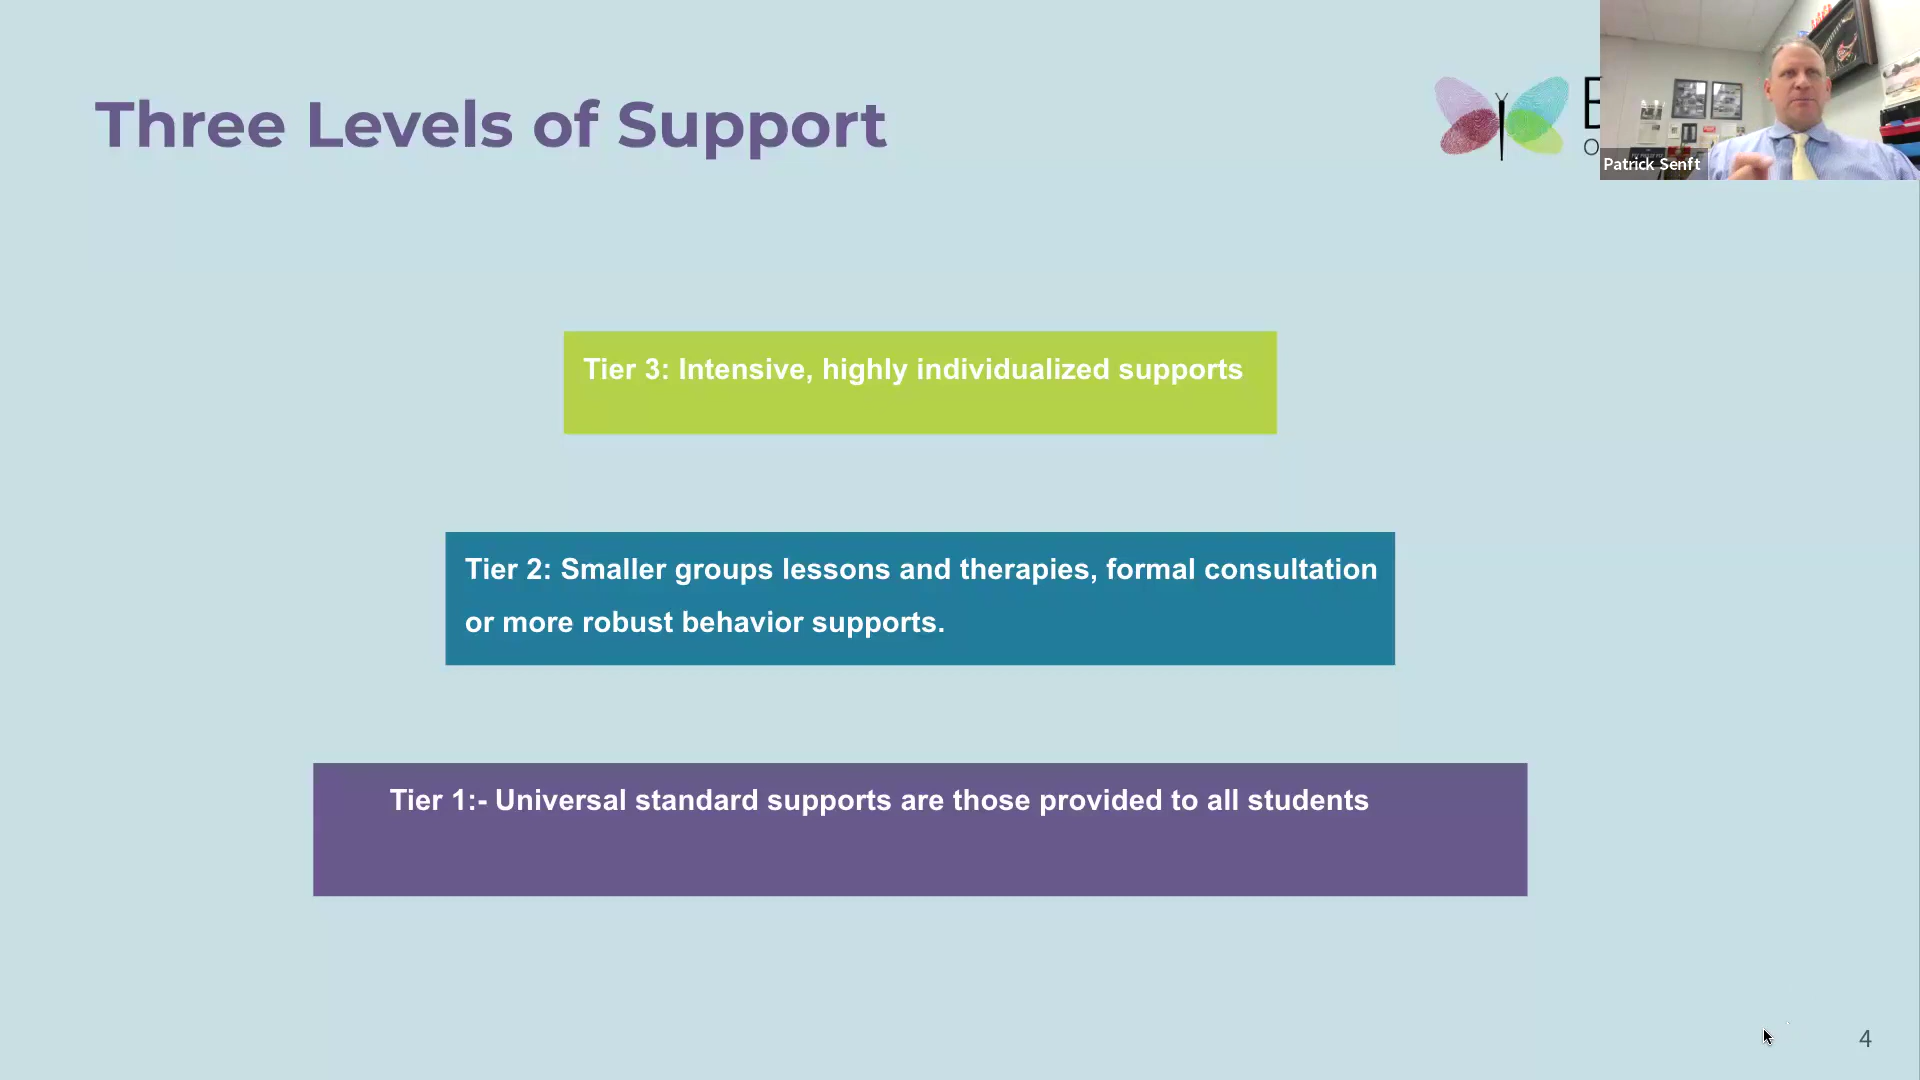 Three Levels of Support
Patrick Senft
Tier 3: Intensive, highly individualized supports
Tier 2: Smaller groups lessons and therapies, formal consultation
or more robust behavior supports.
Tier 1:- Universal standard supports are those provided to all students
4